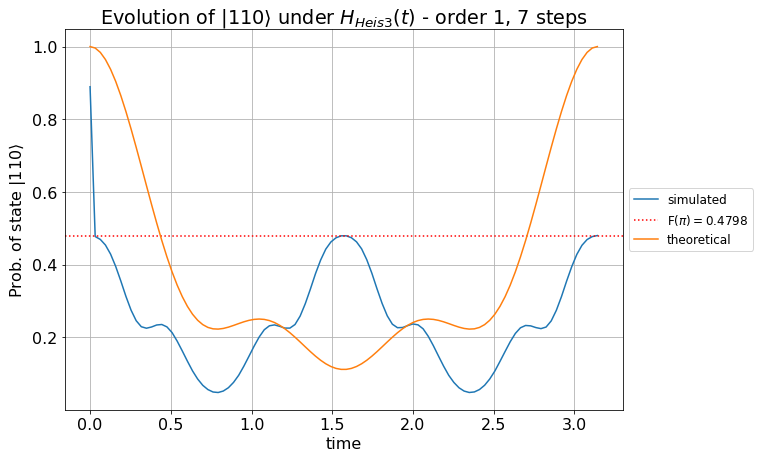 Evolution of |110⟩ under H_{Heis3}(t) - order 1, 7 steps
Prob. of state |110⟩
1.0
0.8
0.6
0.4
0.2
0.0 0.5 1.0 1.5 2.0 2.5 3.0
time
simulated
F(π) = 0.4798
theoretical